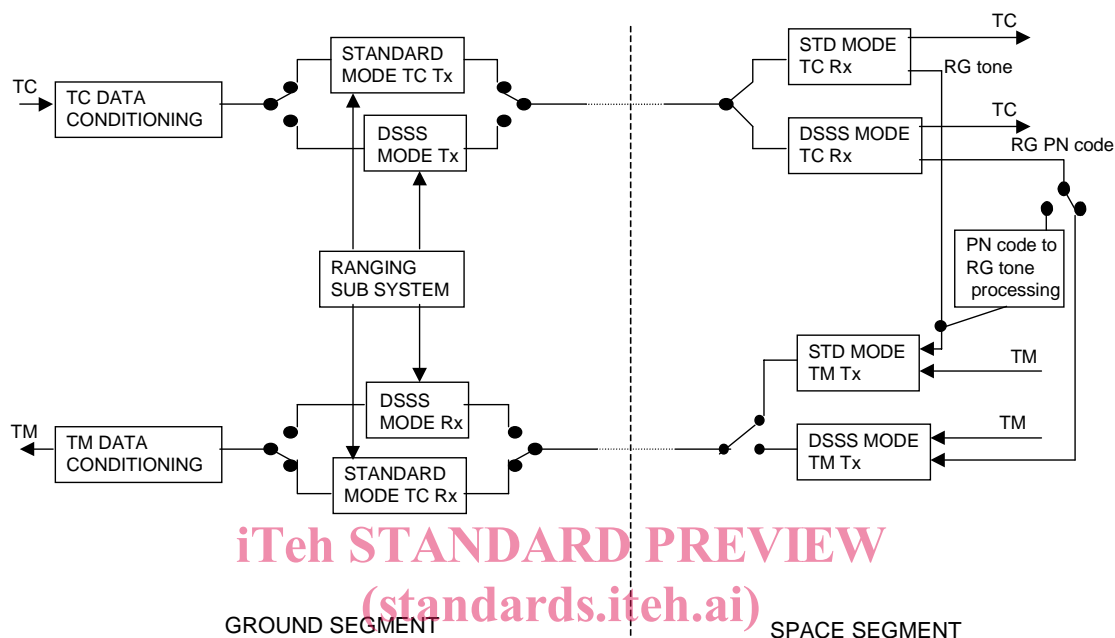 TC
TC DATA
CONDITIONING
STANDARD
MODE TC Tx
DSSS
MODE Tx
RANGING
SUB SYSTEM
DSSS
MODE Rx
STANDARD
MODE TC Rx
TM
TM DATA
CONDITIONING
STD MODE
TC Rx
TC
RG tone
DSSS MODE
TC Rx
TC
RG PN code
PN code to
RG tone
processing
STD MODE
TM Tx
TM
DSSS MODE
TM Tx
TM
iTeh STANDARD PREVIEW
(standards.iteh.ai)
GROUND SEGMENT
SPACE SEGMENT